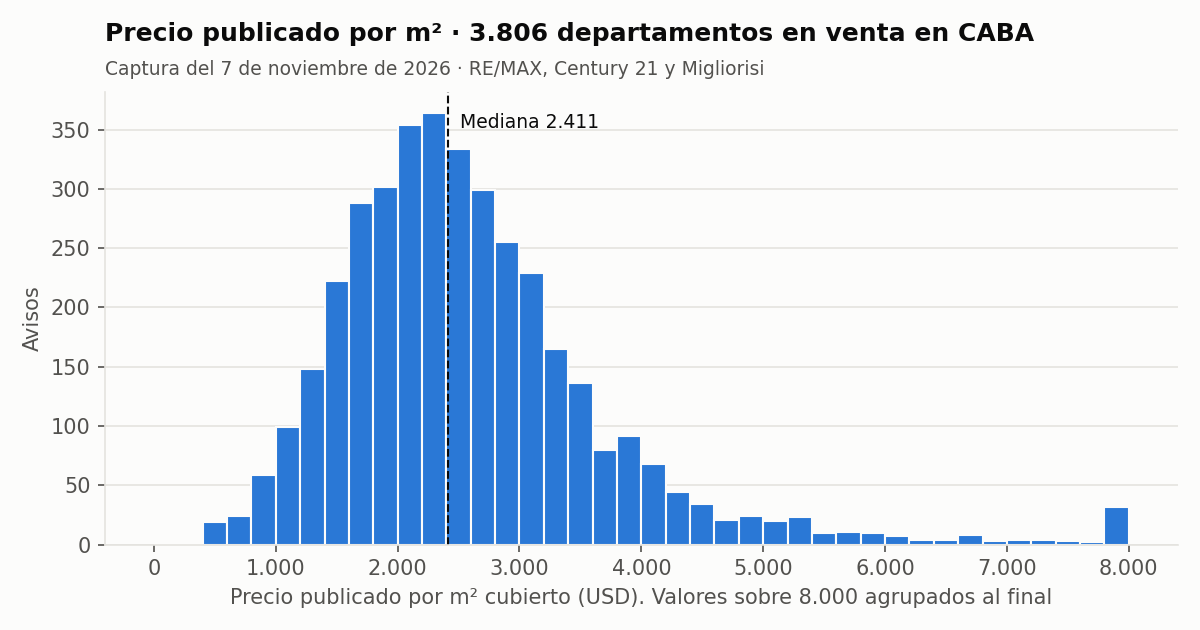 Precio publicado por m² · 3.806 departamentos en venta en CABA
Captura del 7 de noviembre de 2026 · RE/MAX, Century 21 y Migliorisi
Mediana 2.411
Avisos
350
300
250
200
150
100
50
0
0 1.000 2.000 3.000 4.000 5.000 6.000 7.000 8.000
Precio publicado por m² cubierto (USD). Valores sobre 8.000 agrupados al final